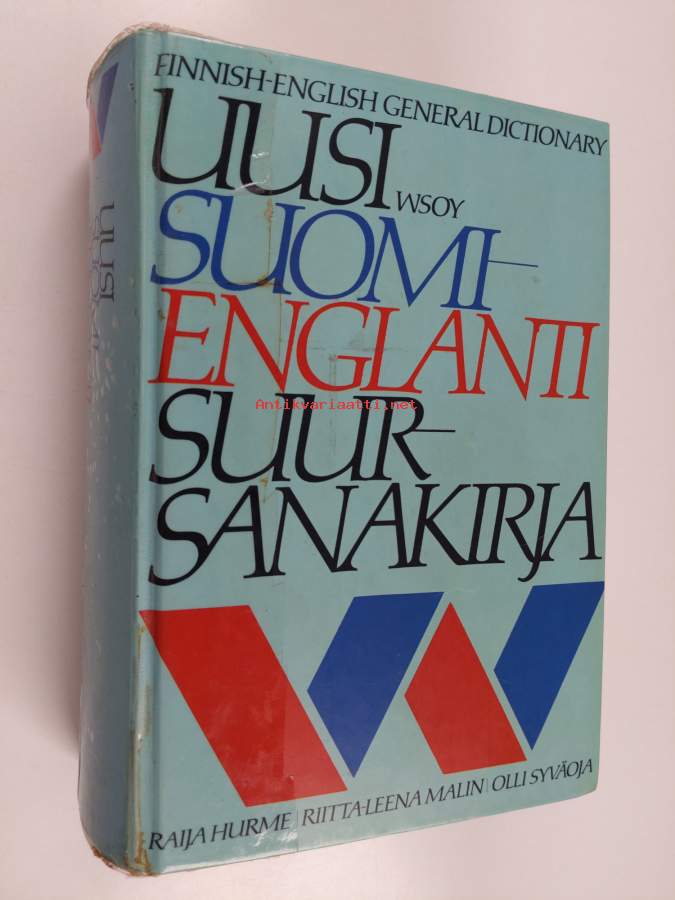 FINNISH-ENGLISH GENERAL DICTIONARY
UUSI
WSOY
SUOMI-
ENGLANTI
SUUR-
SANAKIRJA
Antikvariaatti.net
RAIJA HURME | RIITTA-LEENA MALIN | OLLI SYVÄOJA
UUSI
SUOMI-